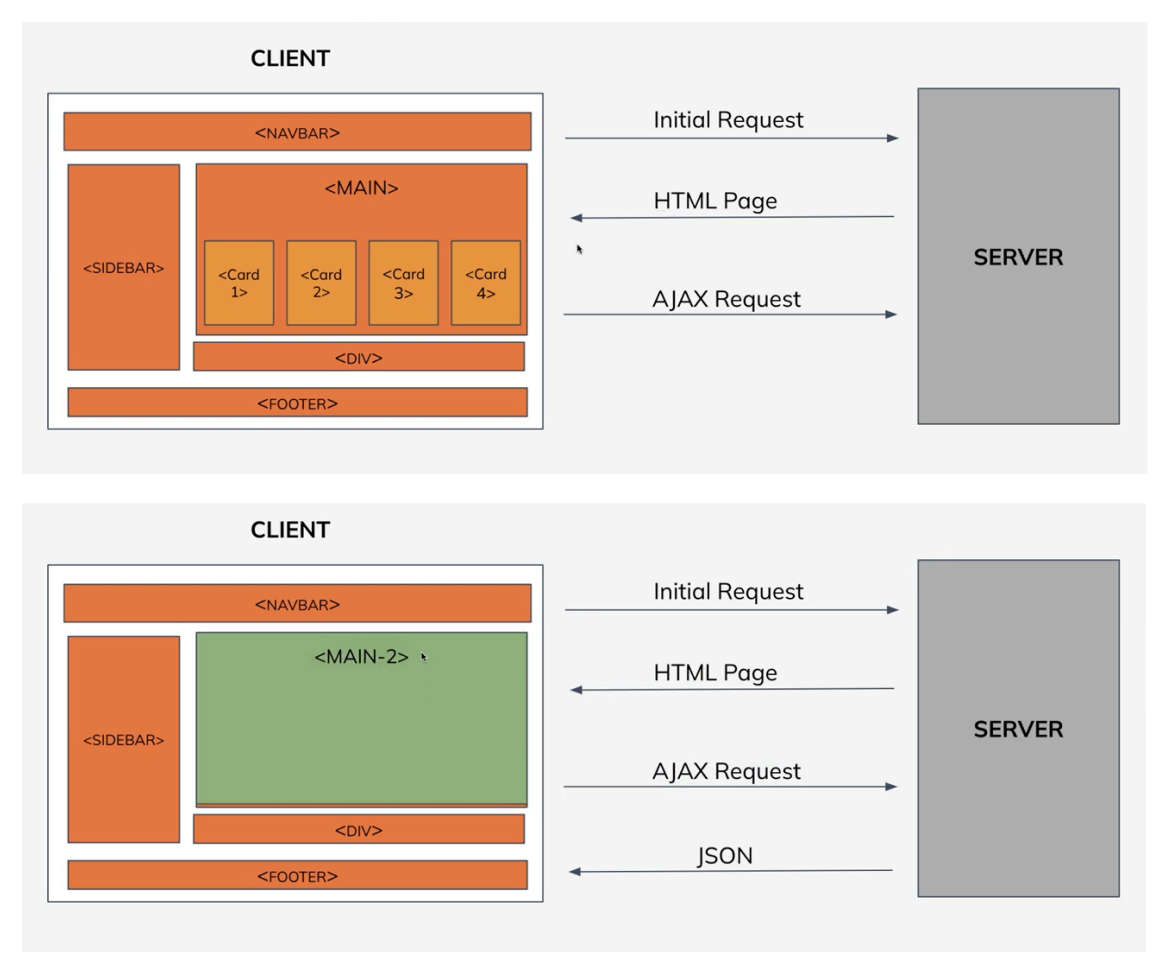 CLIENT
<NAVBAR>
<SIDEBAR>
<MAIN>
<Card
1>
<Card
2>
<Card
3>
<Card
4>
<DIV>
<FOOTER>
Initial Request
HTML Page
AJAX Request
SERVER
CLIENT
<NAVBAR>
<SIDEBAR>
<MAIN-2>
<DIV>
<FOOTER>
Initial Request
HTML Page
AJAX Request
JSON
SERVER